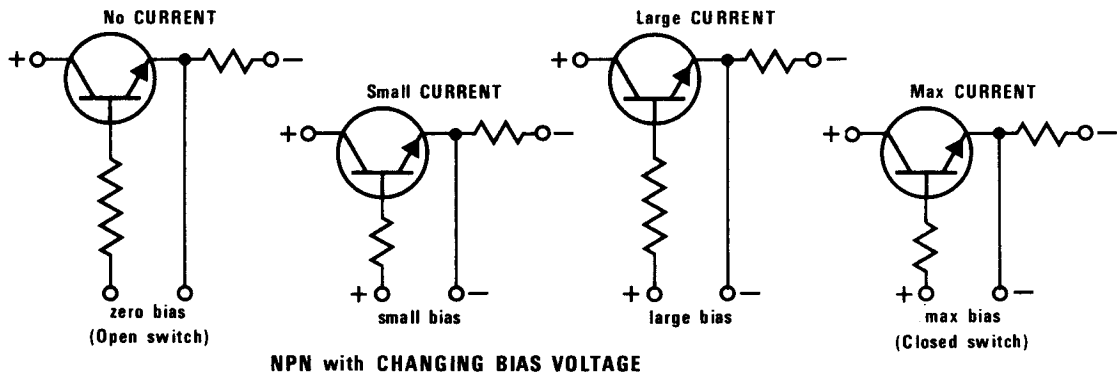 No CURRENT
Small CURRENT
Large CURRENT
Max CURRENT
+ −
+ −
+ −
+ −
zero bias
(Open switch)
+ −
small bias
large bias
+ −
max bias
(Closed switch)
NPN with CHANGING BIAS VOLTAGE